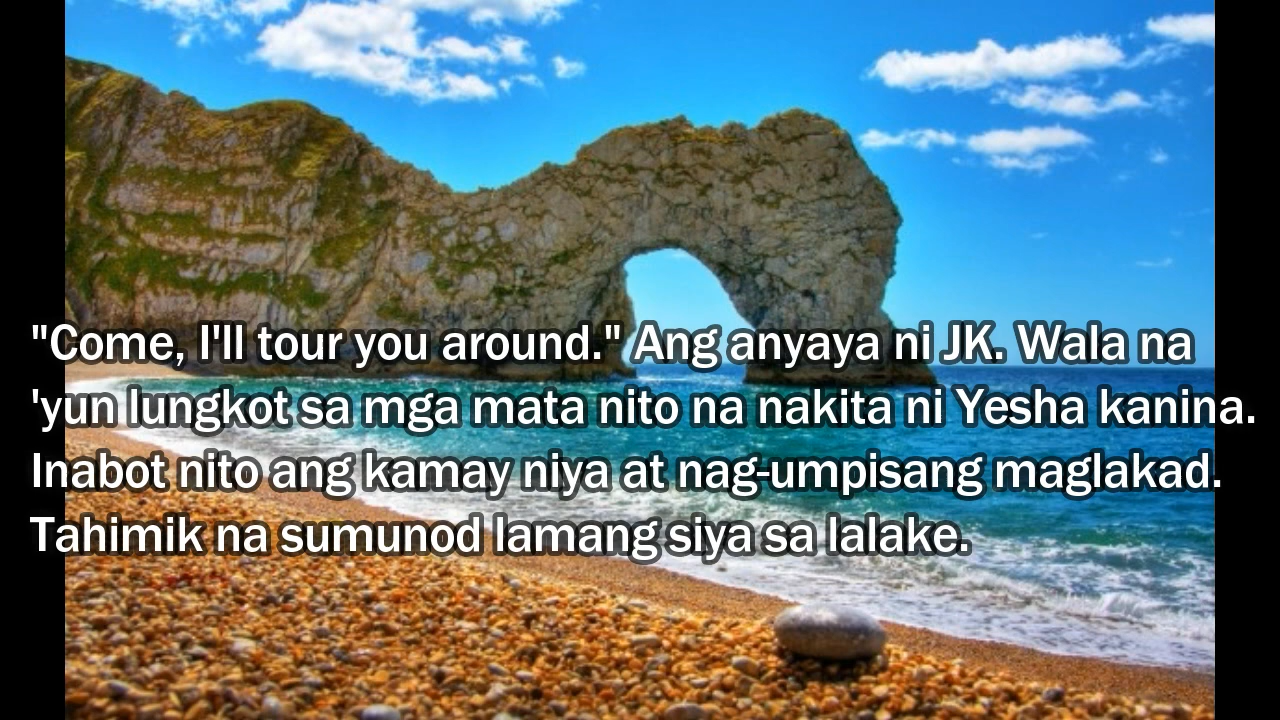 "Come, I'll tour you around." Ang anyaya ni JK. Wala na
'yun lungkot sa mga mata nito na nakita ni Yesha kanina.
Inabot nito ang kamay niya at nag-umpisang maglakad.
Tahimik na sumunod lamang siya sa lalake.